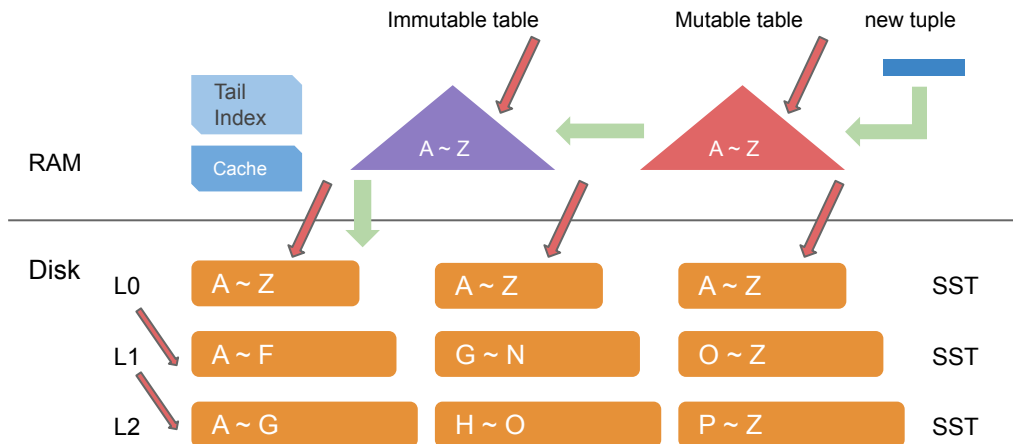 Immutable table
Mutable table
new tuple
Tail
Index
A ~ Z
A ~ Z
RAM
Cache
Disk
L0
A ~ Z
A ~ Z
A ~ Z
SST
L1
A ~ F
G ~ N
O ~ Z
SST
L2
A ~ G
H ~ O
P ~ Z
SST